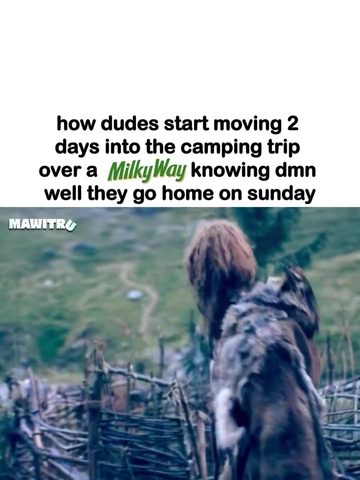 how dudes start moving 2
days into the camping trip
over a MilkyWay knowing dmn
well they go home on sunday
MAWITRU